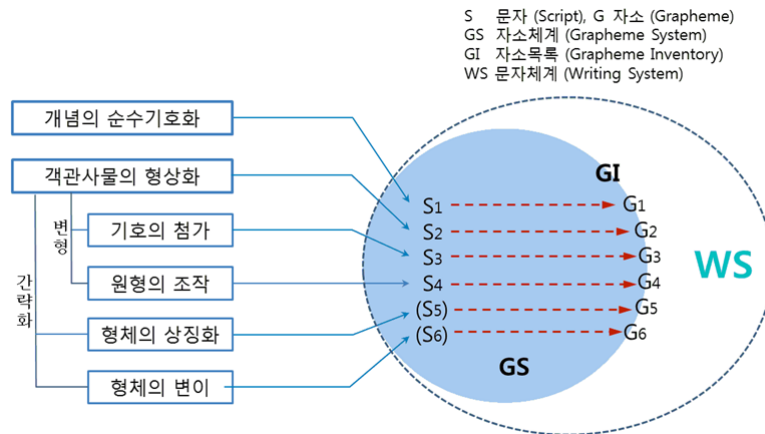 S 문자 (Script), G 자소 (Grapheme)
GS 자소체계 (Grapheme System)
GI 자소목록 (Grapheme Inventory)
WS 문자체계 (Writing System)
개념의 순수기호화
객관사물의 형상화
변형
기호의 첨가
원형의 조작
간략화
형체의 상징화
형체의 변이
GI
S1 G1
S2 G2
S3 G3
S4 G4
(S5) G5
(S6) G6
WS
GS